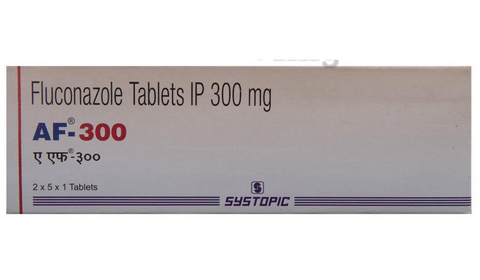 Fluconazole Tablets IP 300 mg
AF®-300
ए एफ®-३००
2 x 5 x 1 Tablets
S
SYSTOPIC